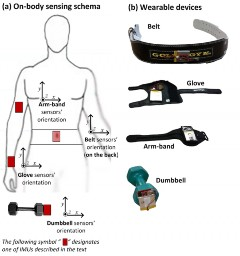 (a) On-body sensing schema
Arm-band
sensors'
orientation
Belt sensors'
orientation
(on the back)
Glove sensors'
orientation
Dumbbell sensors'
orientation
The following symbol " " designates
one of IMUs described in the text
(b) Wearable devices
Belt
Glove
Arm-band
Dumbbell